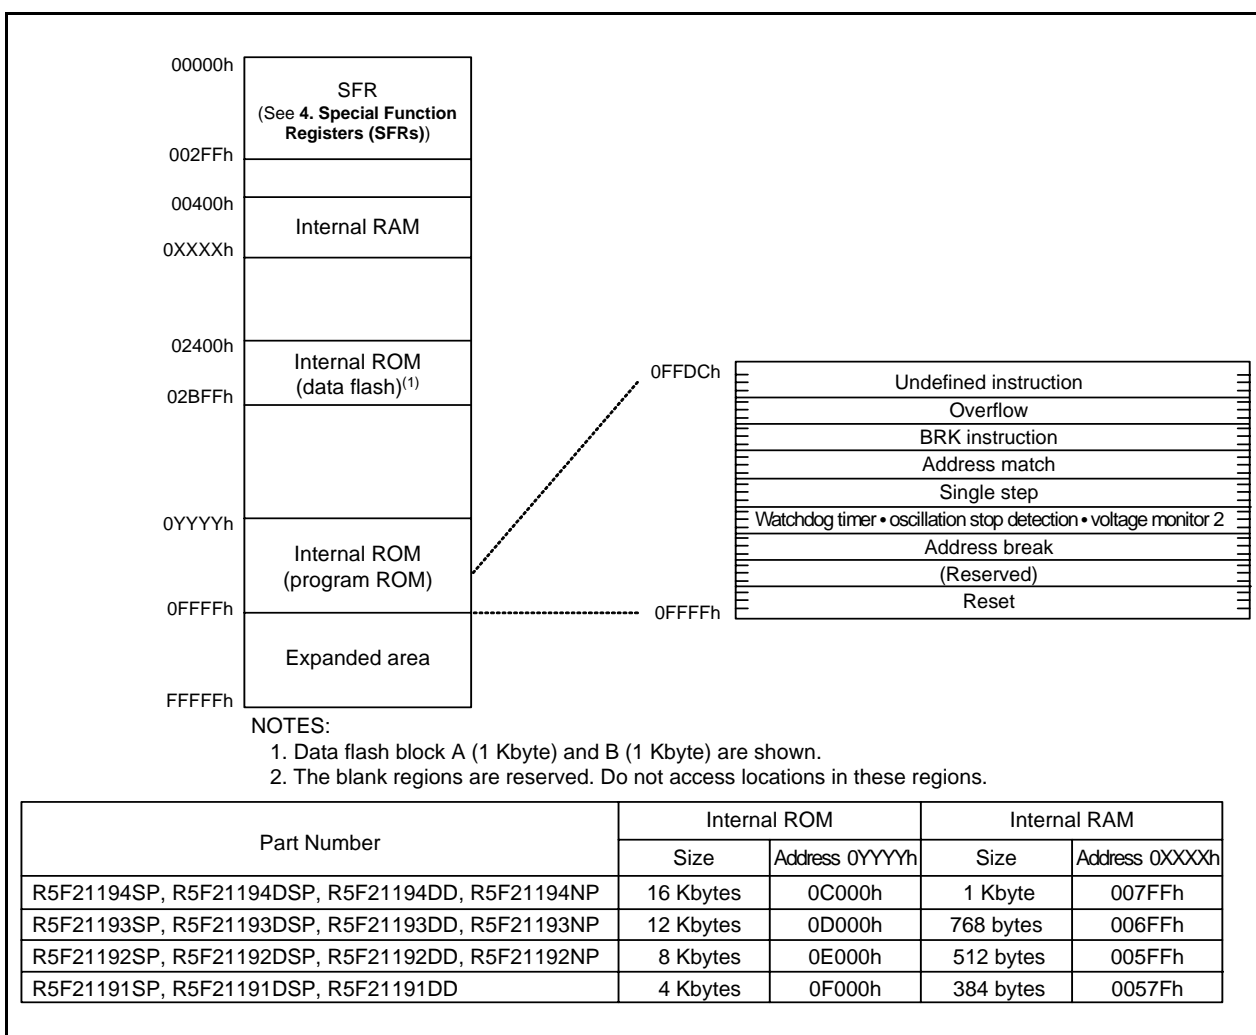 00000h
SFR
(See 4. Special Function
Registers (SFRs))
002FFh
00400h
Internal RAM
0XXXXh
02400h
Internal ROM
(data flash)(1)
02BFFh
0YYYYh
Internal ROM
(program ROM)
0FFFFh
Expanded area
FFFFFh
0FFDCh
Undefined instruction
Overflow
BRK instruction
Address match
Single step
Watchdog timer • oscillation stop detection • voltage monitor 2
Address break
(Reserved)
Reset
0FFFFh
NOTES:
1. Data flash block A (1 Kbyte) and B (1 Kbyte) are shown.
2. The blank regions are reserved. Do not access locations in these regions.
Part Number Internal ROM Internal RAM
Size Address 0YYYYh Size Address 0XXXXh
R5F21194SP, R5F21194DSP, R5F21194DD, R5F21194NP 16 Kbytes 0C000h 1 Kbyte 007FFh
R5F21193SP, R5F21193DSP, R5F21193DD, R5F21193NP 12 Kbytes 0D000h 768 bytes 006FFh
R5F21192SP, R5F21192DSP, R5F21192DD, R5F21192NP 8 Kbytes 0E000h 512 bytes 005FFh
R5F21191SP, R5F21191DSP, R5F21191DD 4 Kbytes 0F000h 384 bytes 0057Fh